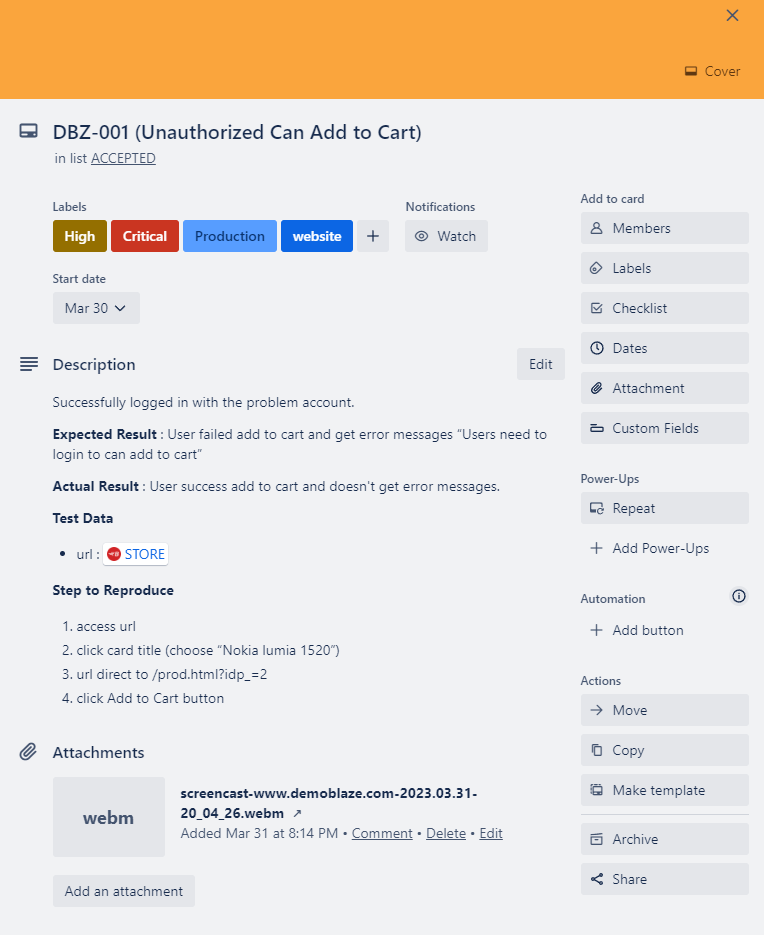 Cover
DBZ-001 (Unauthorized Can Add to Cart)
in list ACCEPTED
Labels
High Critical Production website +
Notifications
Watch
Start date
Mar 30
Description
Edit
Successfully logged in with the problem account.
Expected Result : User failed add to cart and get error messages “Users need to
login to can add to cart”
Actual Result : User success add to cart and doesn't get error messages.
Test Data
• url : STORE
Step to Reproduce
1. access url
2. click card title (choose “Nokia lumia 1520”)
3. url direct to /prod.html?idp_=2
4. click Add to Cart button
Attachments
webm
screencast-www.demoblaze.com-2023.03.31-
20_04_26.webm ↗
Added Mar 31 at 8:14 PM • Comment • Delete • Edit
Add an attachment
Add to card
Members
Labels
Checklist
Dates
Attachment
Custom Fields
Power-Ups
Repeat
+ Add Power-Ups
Automation
+ Add button
Actions
Move
Copy
Make template
Archive
Share